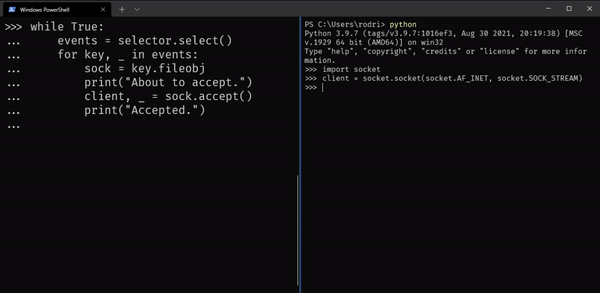 Windows PowerShell
>>> while True:
...     events = selector.select()
...     for key, _ in events:
...         sock = key.fileobj
...         print("About to accept.")
...         client, _ = sock.accept()
...         print("Accepted.")
...
PS C:\Users\rodri> python
Python 3.9.7 (tags/v3.9.7:1016ef3, Aug 30 2021, 20:19:38) [MSC
v.1929 64 bit (AMD64)] on win32
Type "help", "copyright", "credits" or "license" for more infor
mation.
>>> import socket
>>> client = socket.socket(socket.AF_INET, socket.SOCK_STREAM)
>>>